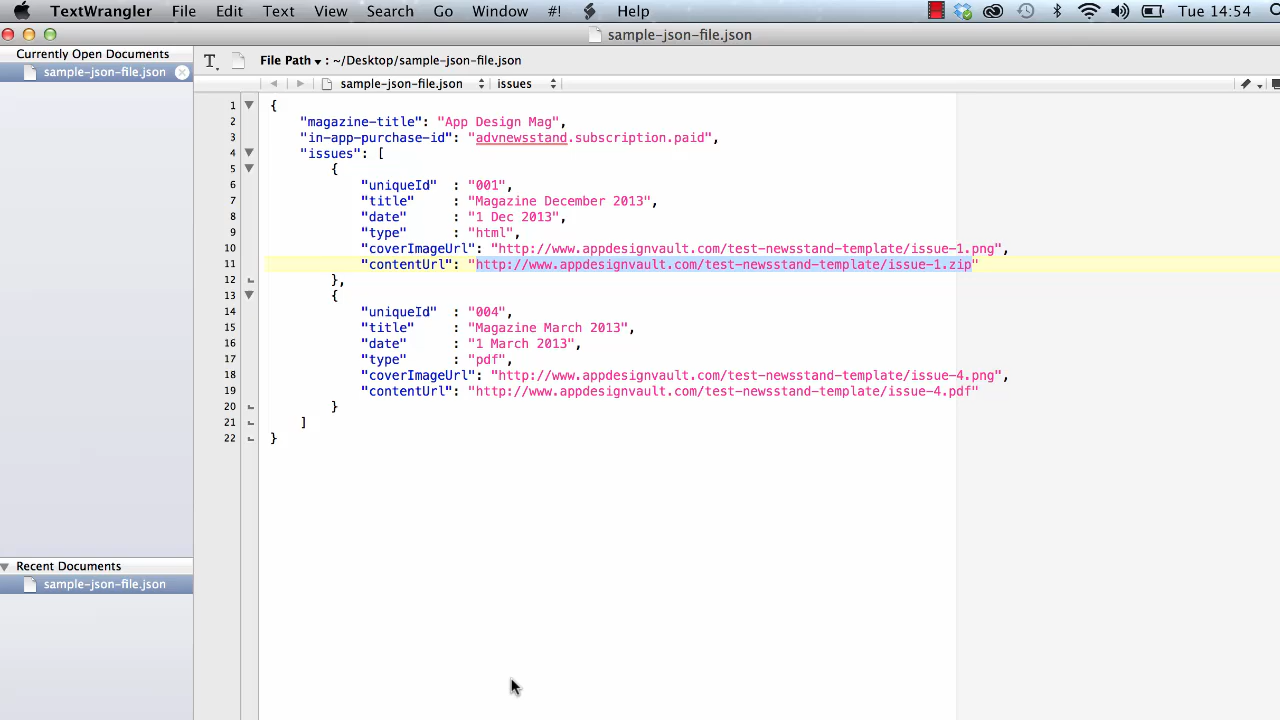 TextWrangler File Edit Text View Search Go Window #! Help Tue 14:54
sample-json-file.json
Currently Open Documents
sample-json-file.json
File Path : ~/Desktop/sample-json-file.json
sample-json-file.json issues
1 {
2 "magazine-title": "App Design Mag",
3 "in-app-purchase-id": "advnewsstand.subscription.paid",
4 "issues": [
5 {
6 "uniqueId" : "001",
7 "title" : "Magazine December 2013",
8 "date" : "1 Dec 2013",
9 "type" : "html",
10 "coverImageUrl": "http://www.appdesignvault.com/test-newsstand-template/issue-1.png",
11 "contentUrl": "http://www.appdesignvault.com/test-newsstand-template/issue-1.zip"
12 },
13 {
14 "uniqueId" : "004",
15 "title" : "Magazine March 2013",
16 "date" : "1 March 2013",
17 "type" : "pdf",
18 "coverImageUrl": "http://www.appdesignvault.com/test-newsstand-template/issue-4.png",
19 "contentUrl": "http://www.appdesignvault.com/test-newsstand-template/issue-4.pdf"
20 }
21 ]
22 }
Recent Documents
sample-json-file.json